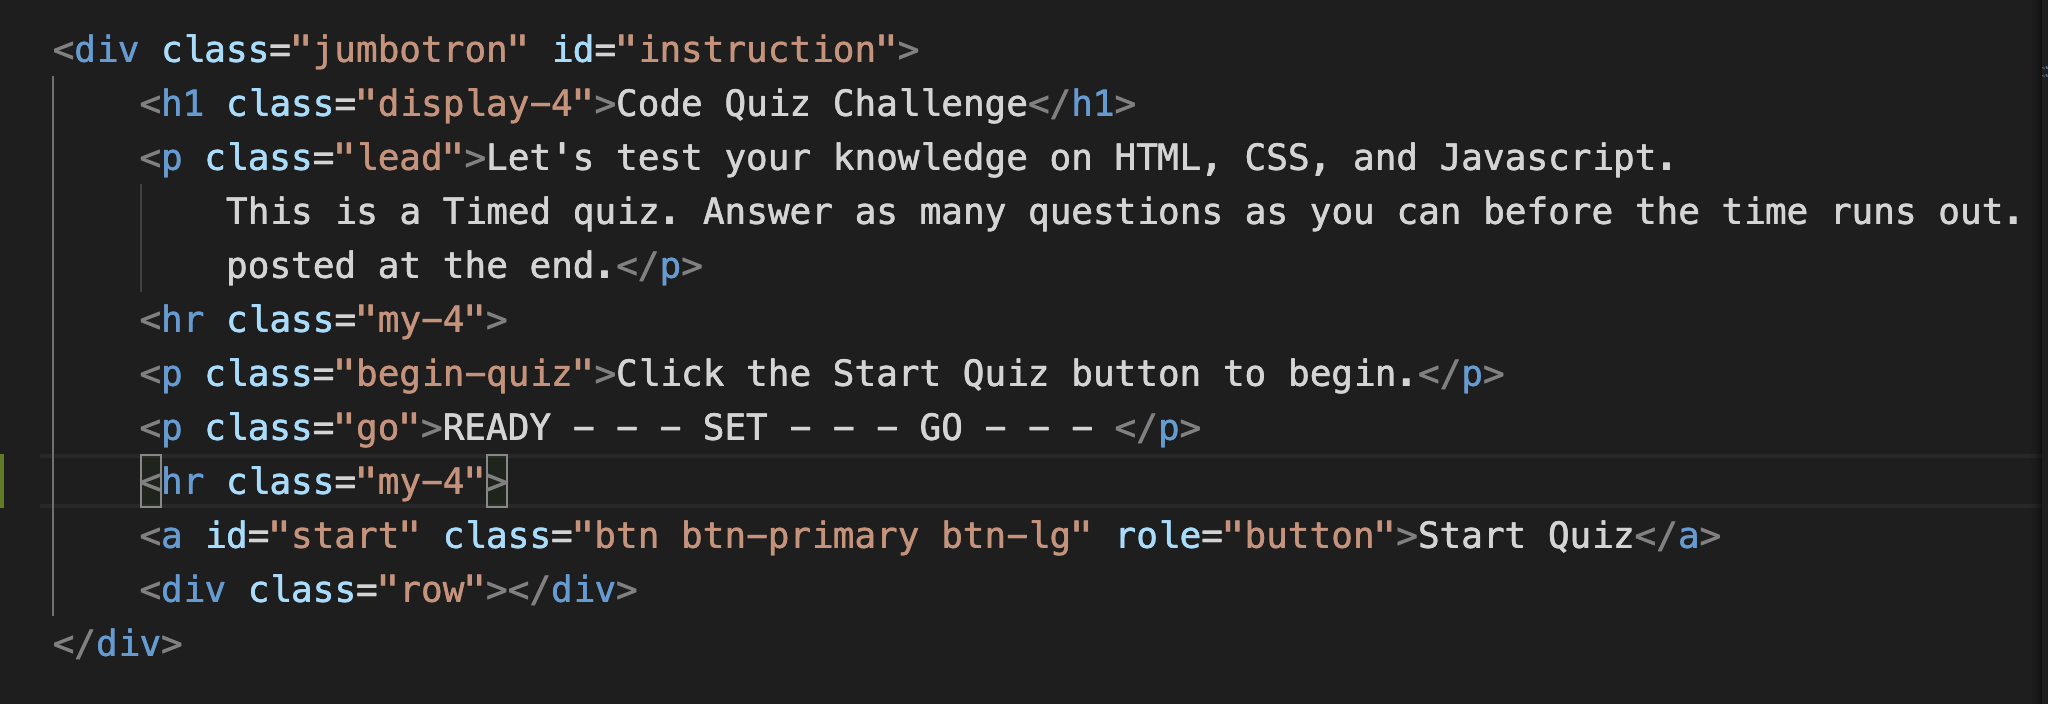 <div class="jumbotron" id="instruction">
    <h1 class="display-4">Code Quiz Challenge</h1>
    <p class="lead">Let's test your knowledge on HTML, CSS, and Javascript.
        This is a Timed quiz. Answer as many questions as you can before the time runs out.
        posted at the end.</p>
    <hr class="my-4">
    <p class="begin-quiz">Click the Start Quiz button to begin.</p>
    <p class="go">READY - - - SET - - - GO - - - </p>
    <hr class="my-4">
    <a id="start" class="btn btn-primary btn-lg" role="button">Start Quiz</a>
    <div class="row"></div>
</div>